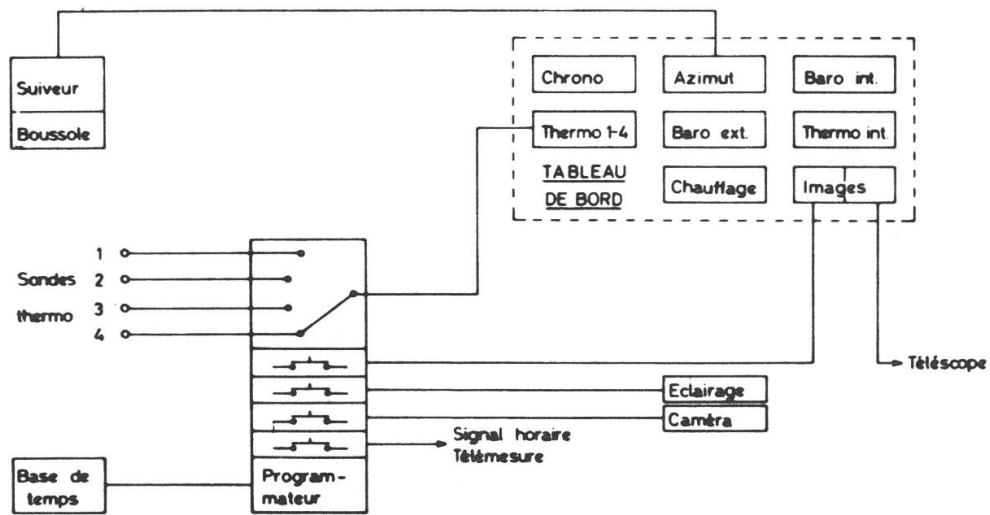 Suiveur
Boussole
Chrono
Azimut
Baro int.
Thermo 1-4
Baro ext.
Thermo int.
TABLEAU
DE BORD
Chauffage
Images
Sondes
thermo
1
2
3
4
Téléscope
Eclairage
Caméra
Signal horaire
Télémesure
Base de
temps
Program-
mateur